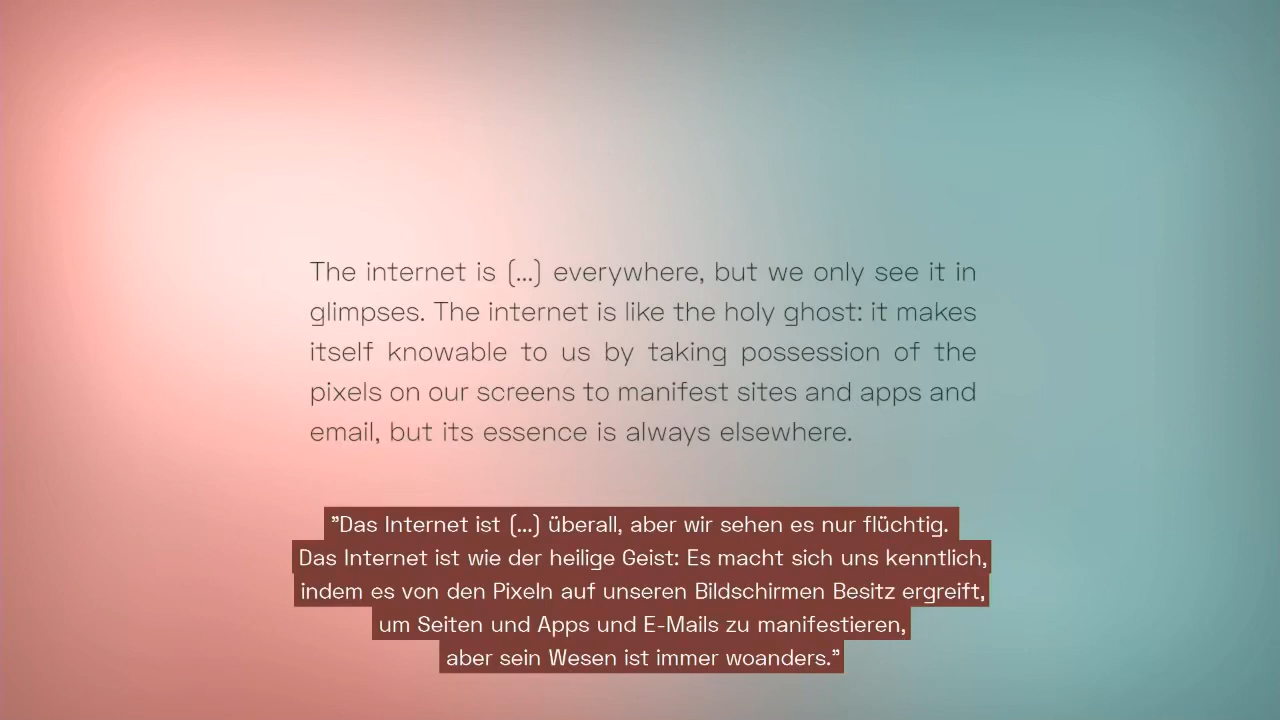 The internet is (...) everywhere, but we only see it in
glimpses. The internet is like the holy ghost: it makes
itself knowable to us by taking possession of the
pixels on our screens to manifest sites and apps and
email, but its essence is always elsewhere.
”Das Internet ist (...) überall, aber wir sehen es nur flüchtig.
Das Internet ist wie der heilige Geist: Es macht sich uns kenntlich,
indem es von den Pixeln auf unseren Bildschirmen Besitz ergreift,
um Seiten und Apps und E-Mails zu manifestieren,
aber sein Wesen ist immer woanders.”